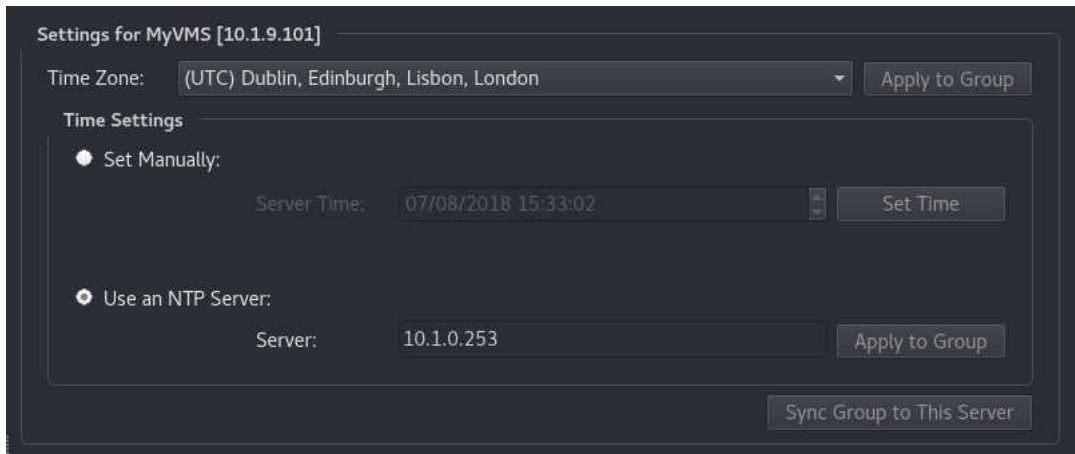 Settings for MyVMS [10.1.9.101]
Time Zone: (UTC) Dublin, Edinburgh, Lisbon, London Apply to Group
Time Settings
Set Manually:
Server Time: 07/08/2018 15:33:02 Set Time
Use an NTP Server:
Server: 10.1.0.253 Apply to Group
Sync Group to This Server